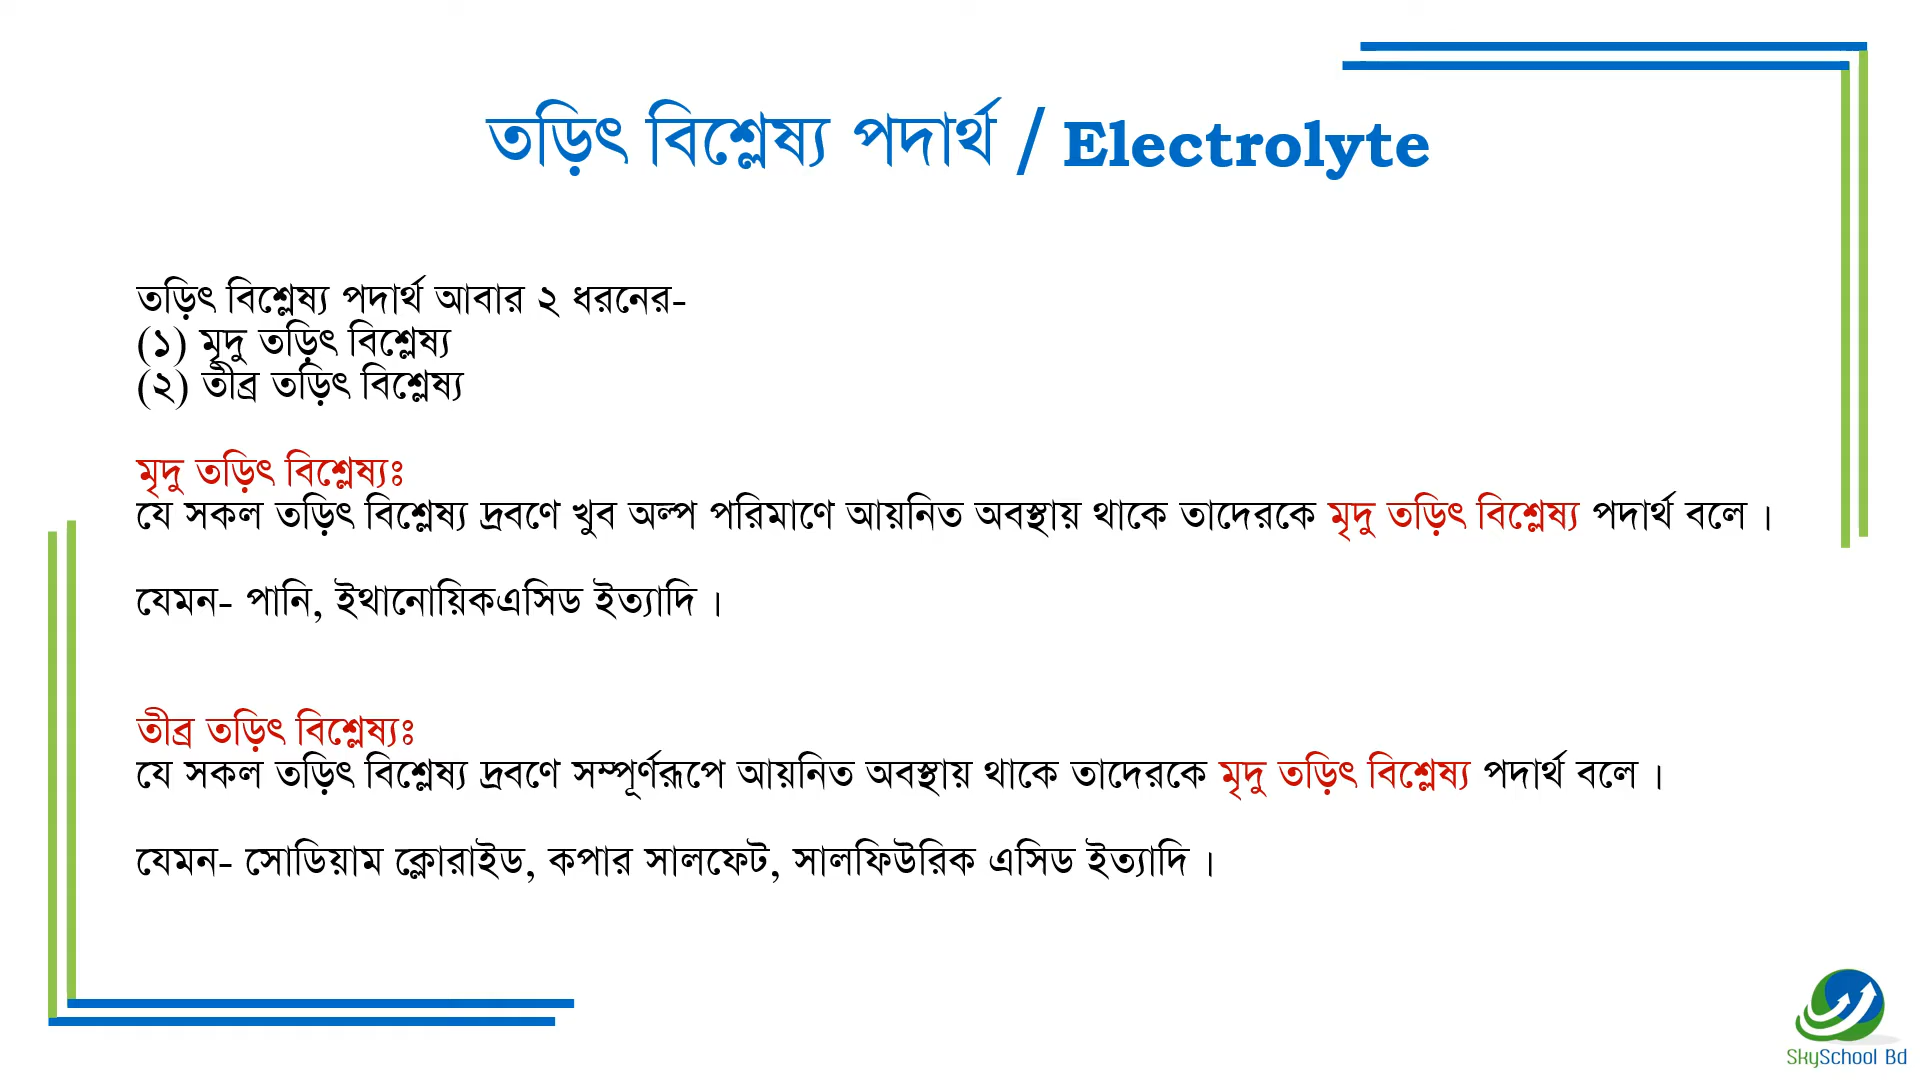 তড়িৎ বিশ্লেষ্য পদার্থ / Electrolyte
তড়িৎ বিশ্লেষ্য পদার্থ আবার ২ ধরনের-
(১) মৃদু তড়িৎ বিশ্লেষ্য
(২) তীব্র তড়িৎ বিশ্লেষ্য
মৃদু তড়িৎ বিশ্লেষ্যঃ
যে সকল তড়িৎ বিশ্লেষ্য দ্রবণে খুব অল্প পরিমাণে আয়নিত অবস্থায় থাকে তাদেরকে মৃদু তড়িৎ বিশ্লেষ্য পদার্থ বলে ।
যেমন- পানি, ইথানোয়িকএসিড ইত্যাদি ।
তীব্র তড়িৎ বিশ্লেষ্যঃ
যে সকল তড়িৎ বিশ্লেষ্য দ্রবণে সম্পূর্ণরূপে আয়নিত অবস্থায় থাকে তাদেরকে মৃদু তড়িৎ বিশ্লেষ্য পদার্থ বলে ।
যেমন- সোডিয়াম ক্লোরাইড, কপার সালফেট, সালফিউরিক এসিড ইত্যাদি ।
SkySchool Bd